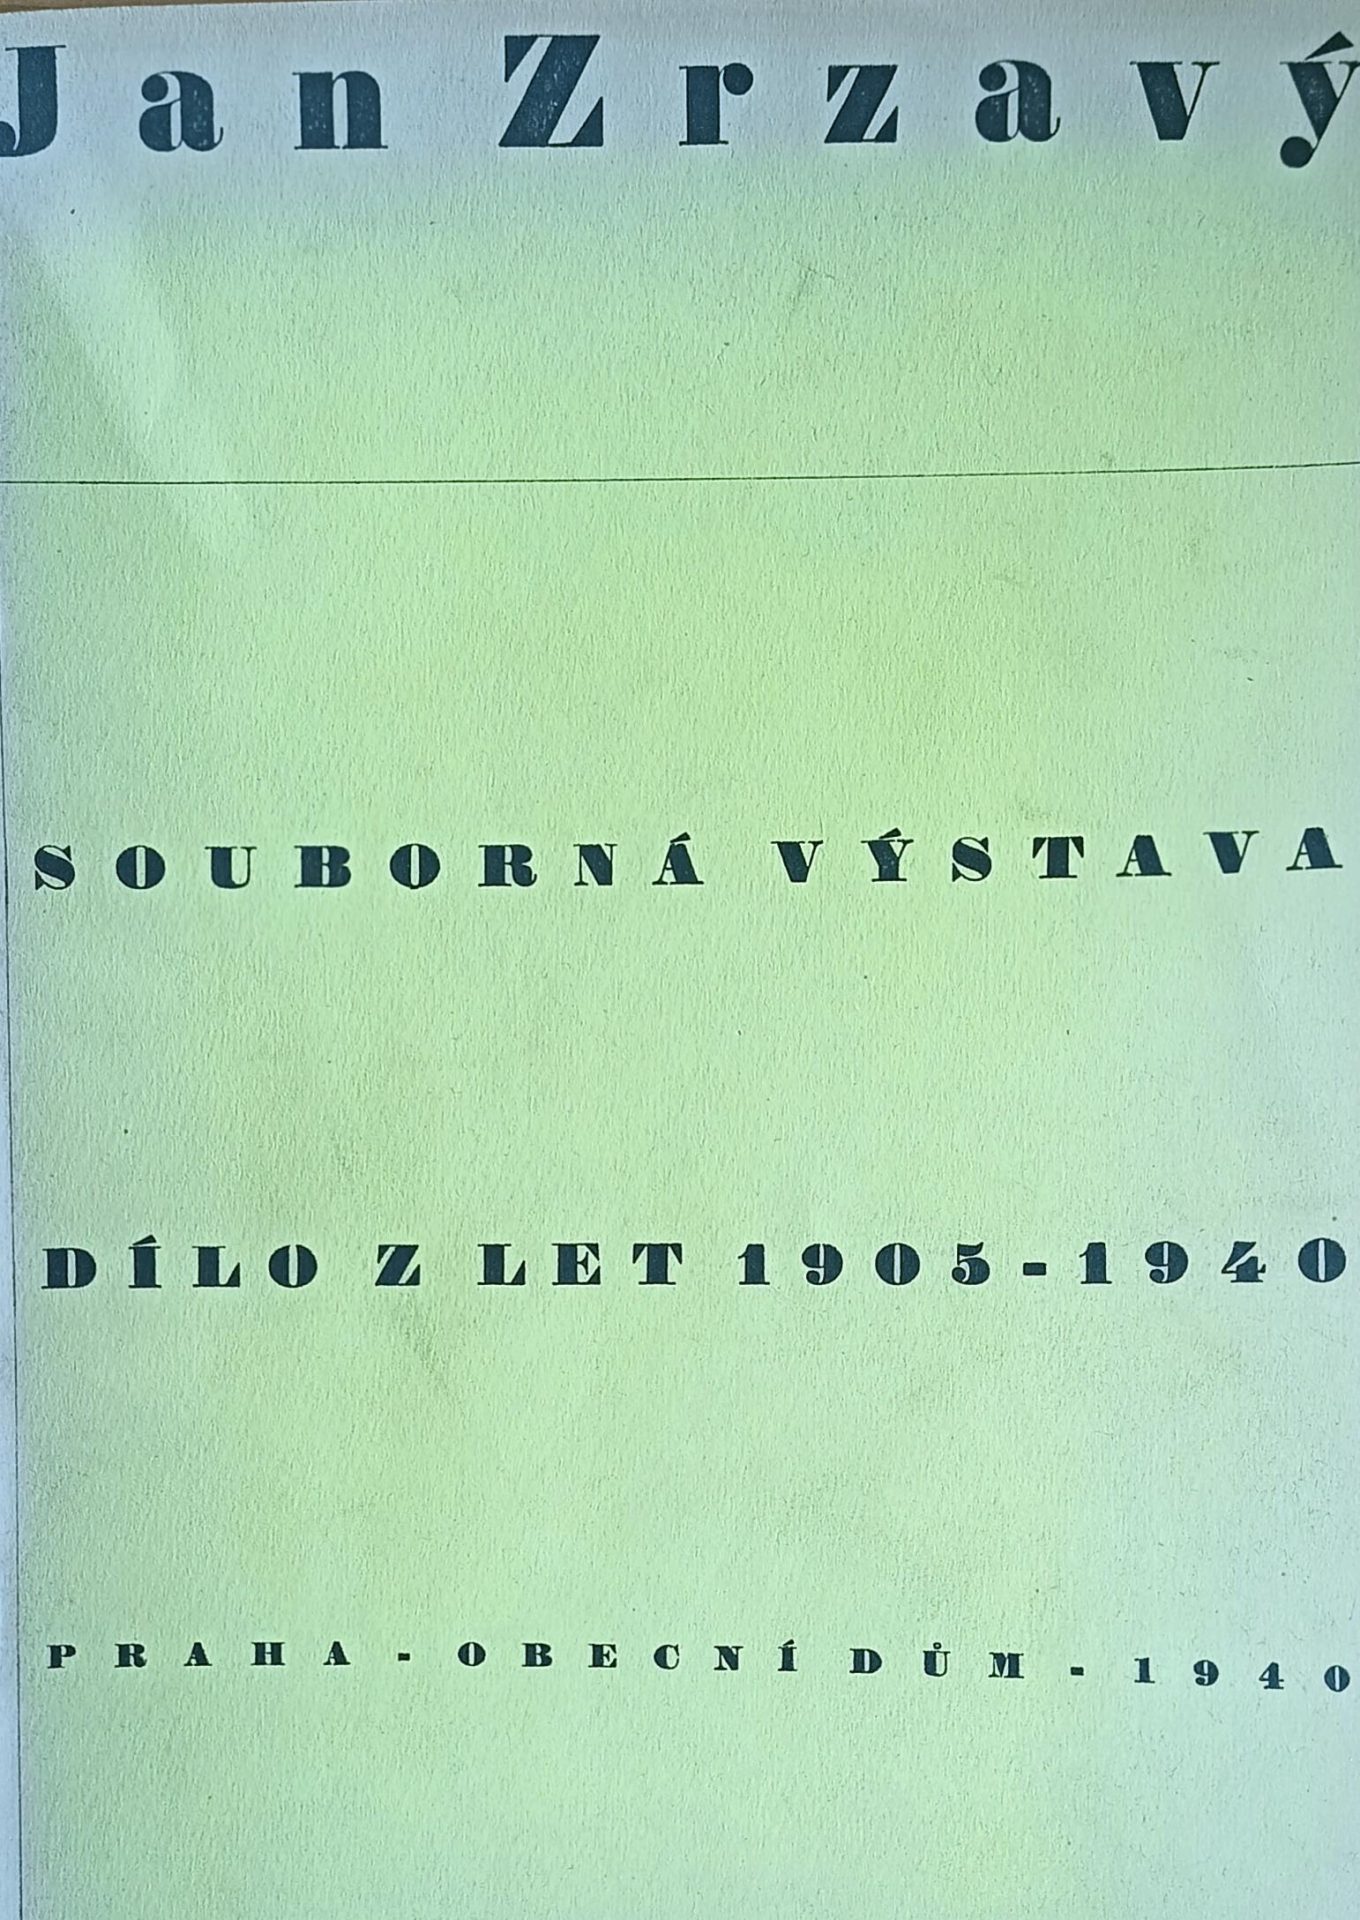 Jan Zrzavý
SOUBORNÁ VÝSTAVA
DÍLO Z LET 1905-1940
PRAHA - OBECNÍ DŮM - 1940